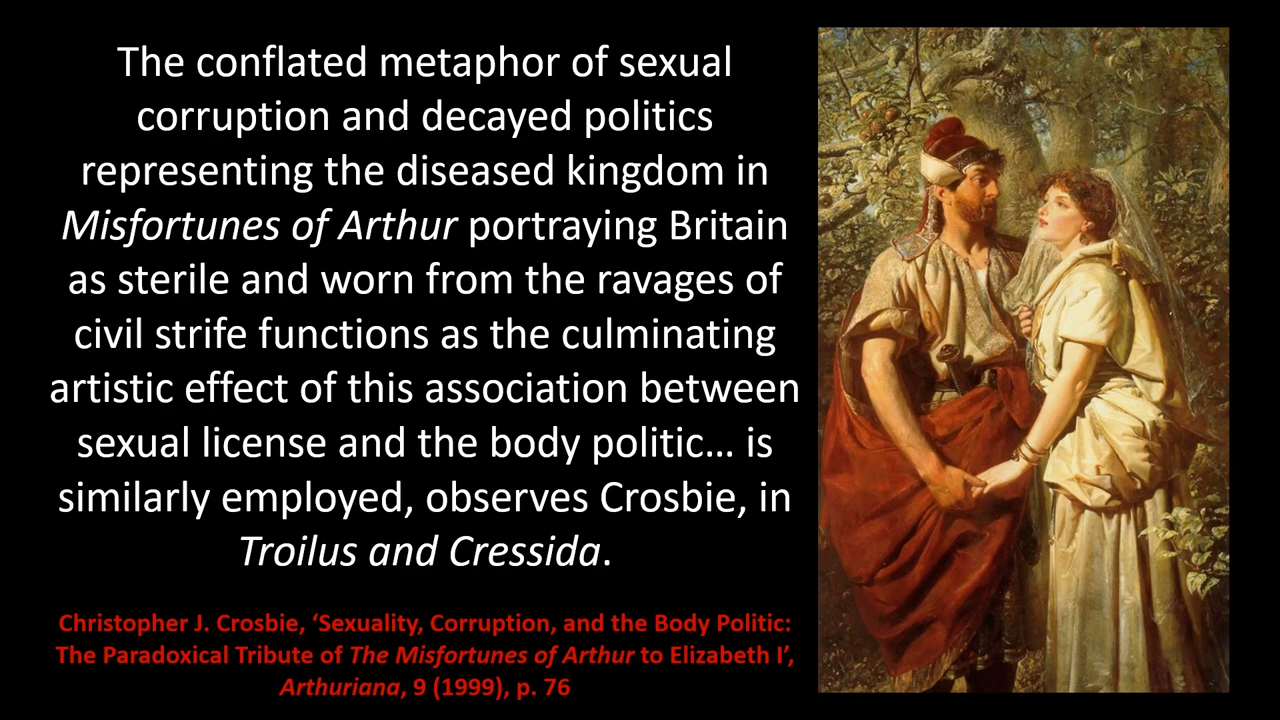 The conflated metaphor of sexual
corruption and decayed politics
representing the diseased kingdom in
Misfortunes of Arthur portraying Britain
as sterile and worn from the ravages of
civil strife functions as the culminating
artistic effect of this association between
sexual license and the body politic… is
similarly employed, observes Crosbie, in
Troilus and Cressida.
Christopher J. Crosbie, ‘Sexuality, Corruption, and the Body Politic:
The Paradoxical Tribute of The Misfortunes of Arthur to Elizabeth I’,
Arthuriana, 9 (1999), p. 76